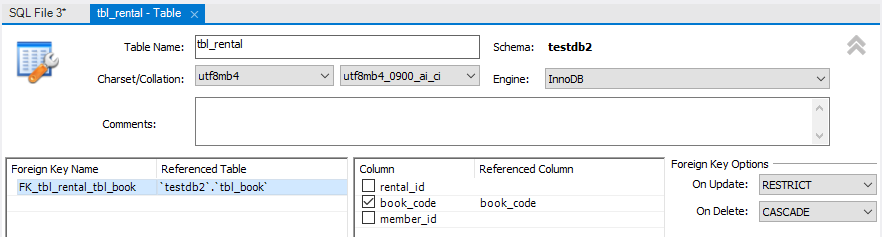 SQL File 3* tbl_rental - Table ×
Table Name: tbl_rental Schema: testdb2
Charset/Collation: utf8mb4 utf8mb4_0900_ai_ci Engine: InnoDB
Comments:
Foreign Key Name Referenced Table
FK_tbl_rental_tbl_book `testdb2`.`tbl_book`
Column Referenced Column
rental_id
book_code book_code
member_id
Foreign Key Options
On Update: RESTRICT
On Delete: CASCADE